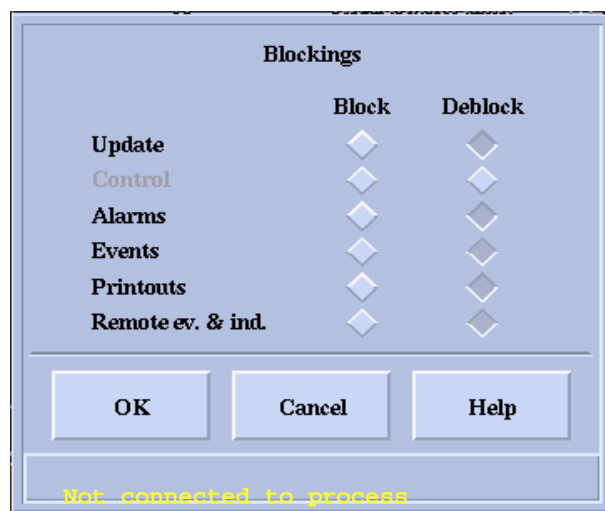 Blockings
Block Deblock
Update
Control
Alarms
Events
Printouts
Remote ev. & ind.
OK Cancel Help
Not connected to process